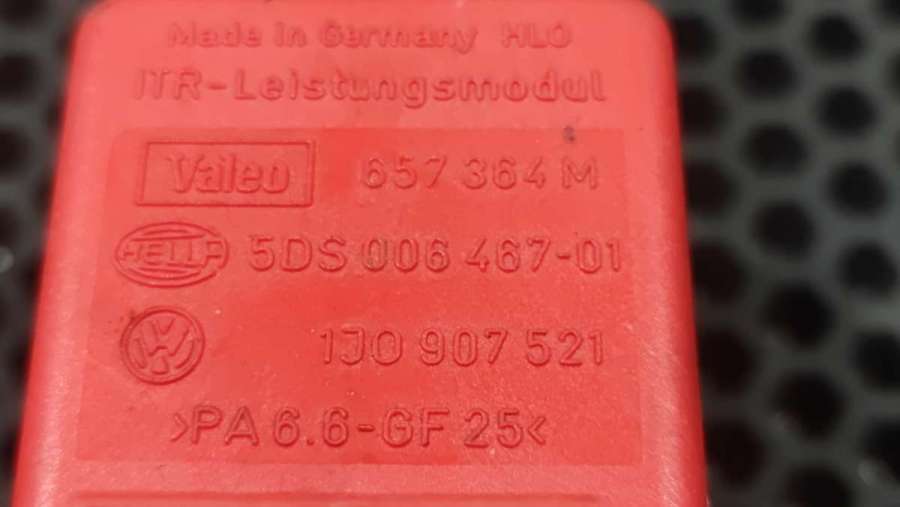 Made in Germany HLO
ITR-Leistungsmodul
Valeo 657 364 M
HELLA 5DS 006 467-01
VW 1J0 907 521
>PA 6.6-GF 25<